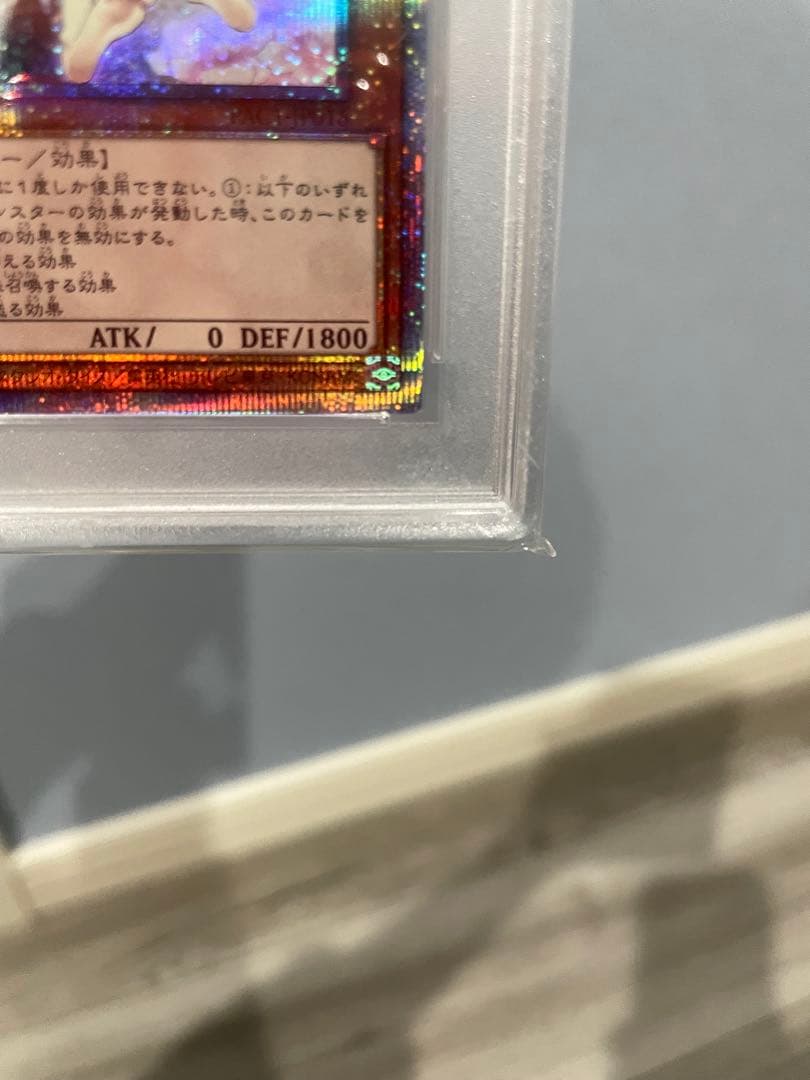 ー／効果】
に１度しか使用できない。①：以下のいずれ
ンスターの効果が発動した時、このカードを
の効果を無効にする。
える効果
召喚する効果
る効果
ATK/ 0 DEF/1800